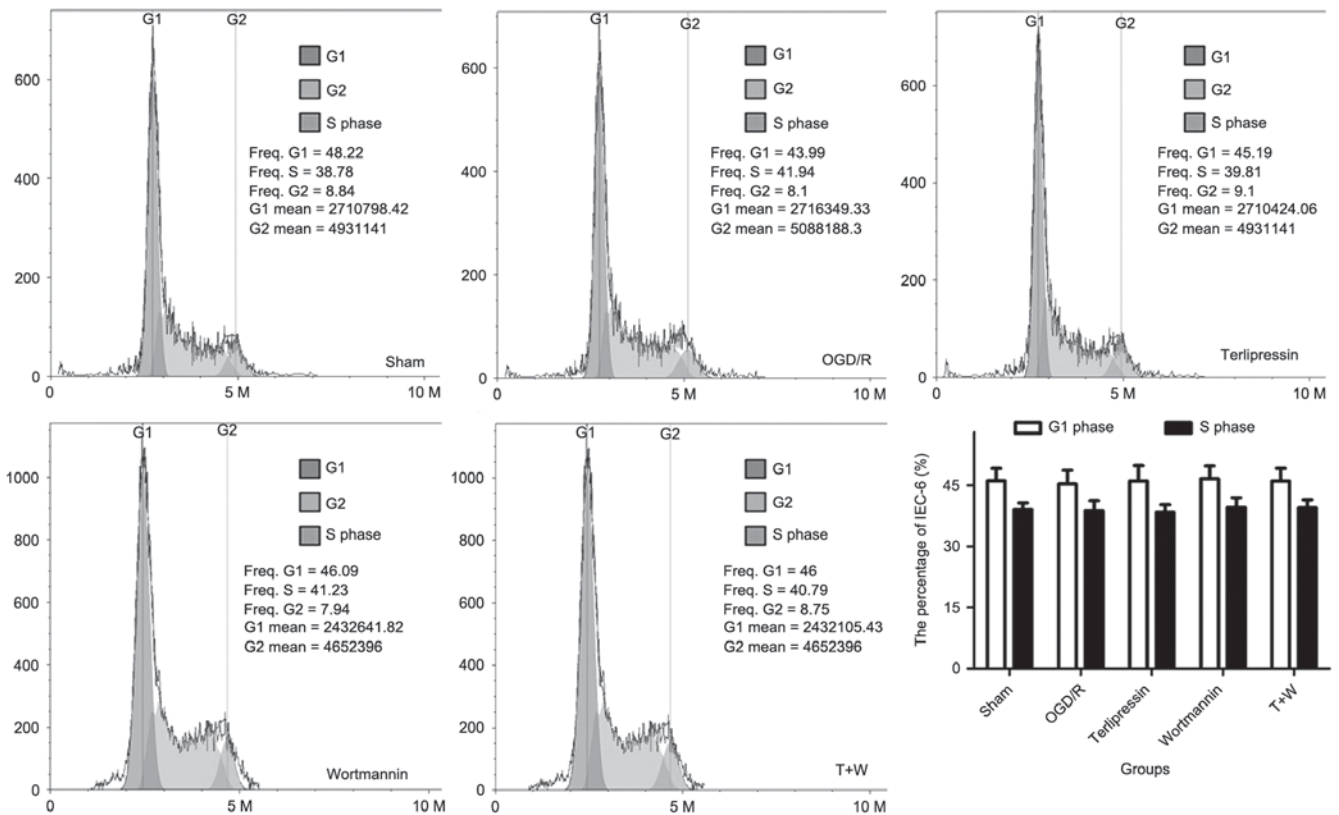 G1 G2
600
400
200
0
0 5 M 10 M
G1
G2
S phase
Freq. G1 = 48.22
Freq. S = 38.78
Freq. G2 = 8.84
G1 mean = 2710798.42
G2 mean = 4931141
Sham
G1 G2
600
400
200
0
0 5 M 10 M
G1
G2
S phase
Freq. G1 = 43.99
Freq. S = 41.94
Freq. G2 = 8.1
G1 mean = 2716349.33
G2 mean = 5088188.3
OGD/R
G1 G2
600
400
200
0
0 5 M 10 M
G1
G2
S phase
Freq. G1 = 45.19
Freq. S = 39.81
Freq. G2 = 9.1
G1 mean = 2710424.06
G2 mean = 4931141
Terlipressin
G1 G2
1000
800
600
400
200
0
0 5 M 10 M
G1
G2
S phase
Freq. G1 = 46.09
Freq. S = 41.23
Freq. G2 = 7.94
G1 mean = 2432641.82
G2 mean = 4652396
Wortmannin
G1 G2
1000
800
600
400
200
0
0 5 M 10 M
G1
G2
S phase
Freq. G1 = 46
Freq. S = 40.79
Freq. G2 = 8.75
G1 mean = 2432105.43
G2 mean = 4652396
T+W
G1 phase S phase
The percentage of IEC-6 (%)
45
30
15
0
Sham OGD/R Terlipressin Wortmannin T+W
Groups